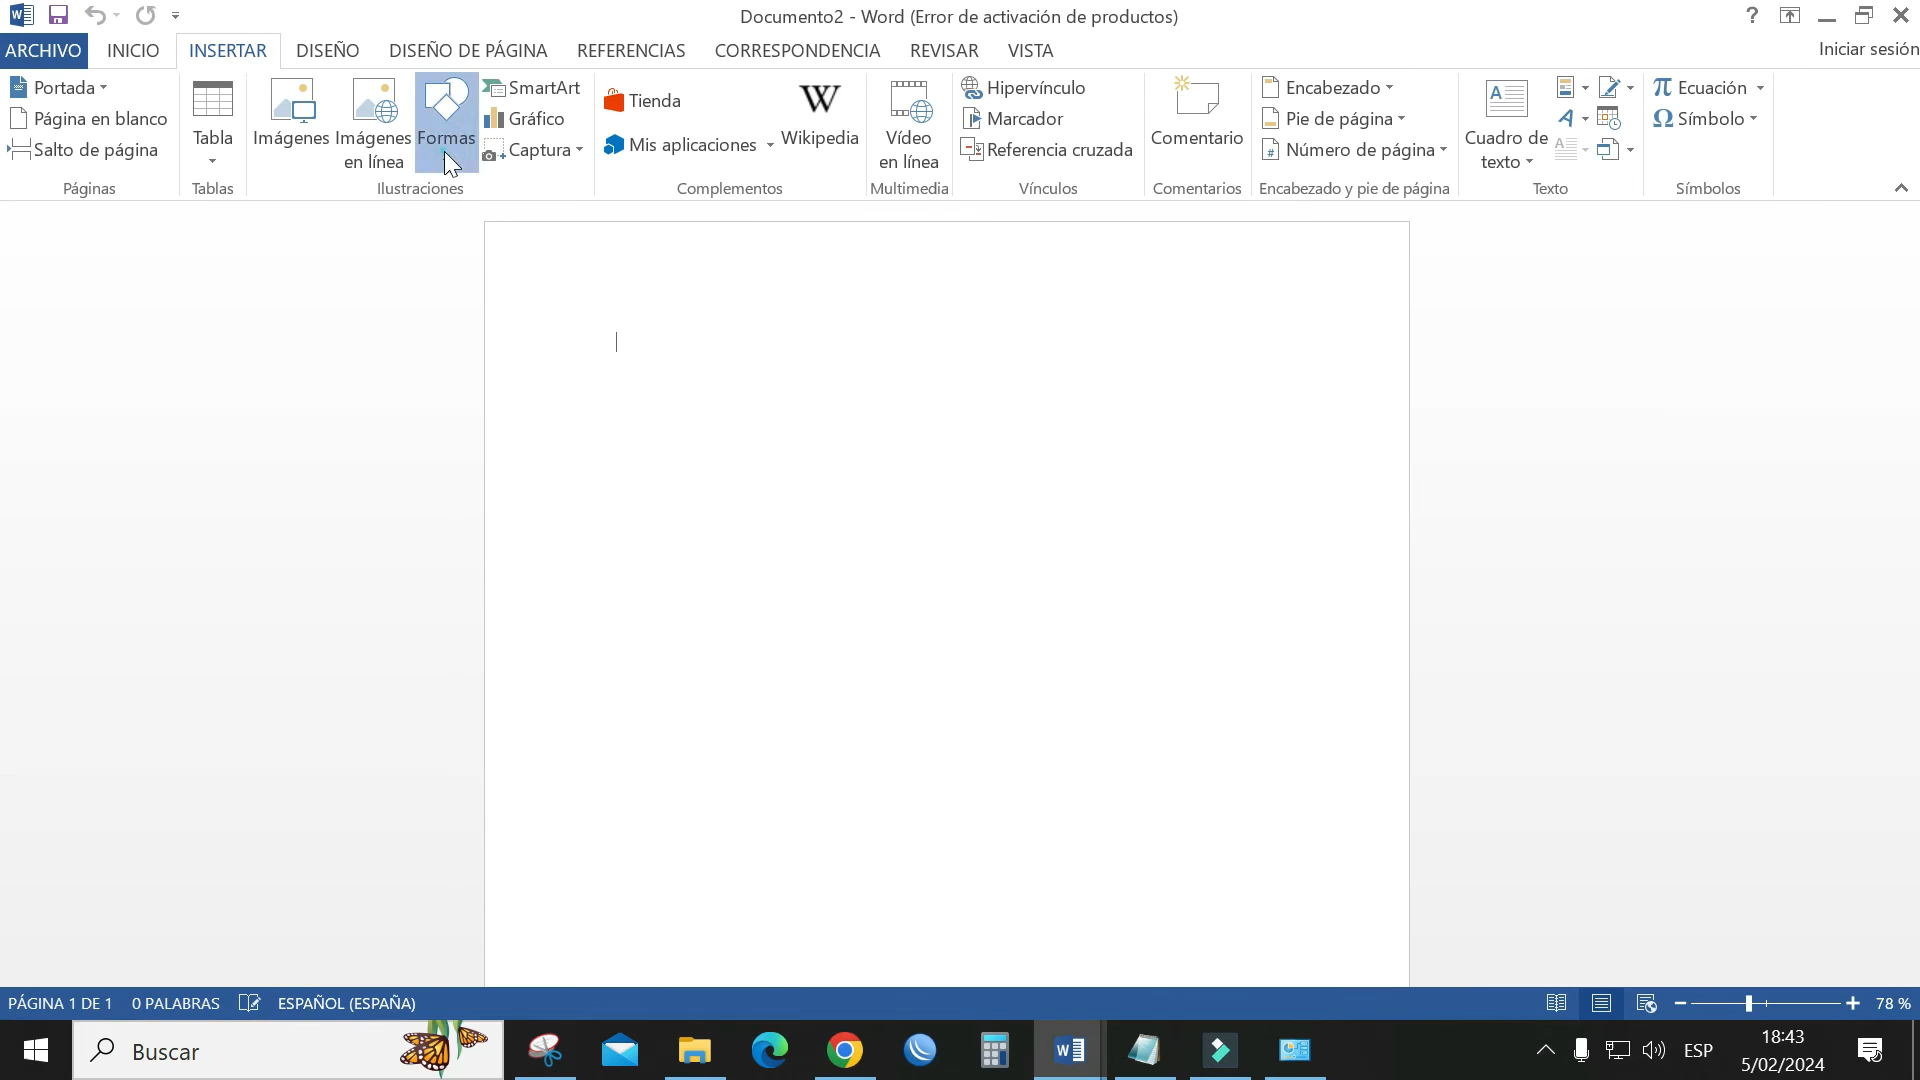 Documento2 - Word (Error de activación de productos)
ARCHIVO INICIO INSERTAR DISEÑO DISEÑO DE PÁGINA REFERENCIAS CORRESPONDENCIA REVISAR VISTA Iniciar sesión
Portada
Página en blanco
Salto de página
Páginas
Tabla
Tablas
Imágenes
Imágenes
en línea
Formas
SmartArt
Gráfico
Captura
Ilustraciones
Tienda
Mis aplicaciones
W
Wikipedia
Complementos
Vídeo
en línea
Multimedia
Hipervínculo
Marcador
Referencia cruzada
Vínculos
Comentario
Comentarios
Encabezado
Pie de página
Número de página
Encabezado y pie de página
Cuadro de
texto
Texto
π Ecuación
Ω Símbolo
Símbolos
PÁGINA 1 DE 1 0 PALABRAS ESPAÑOL (ESPAÑA) 78 %
Buscar
ESP
18:43
5/02/2024